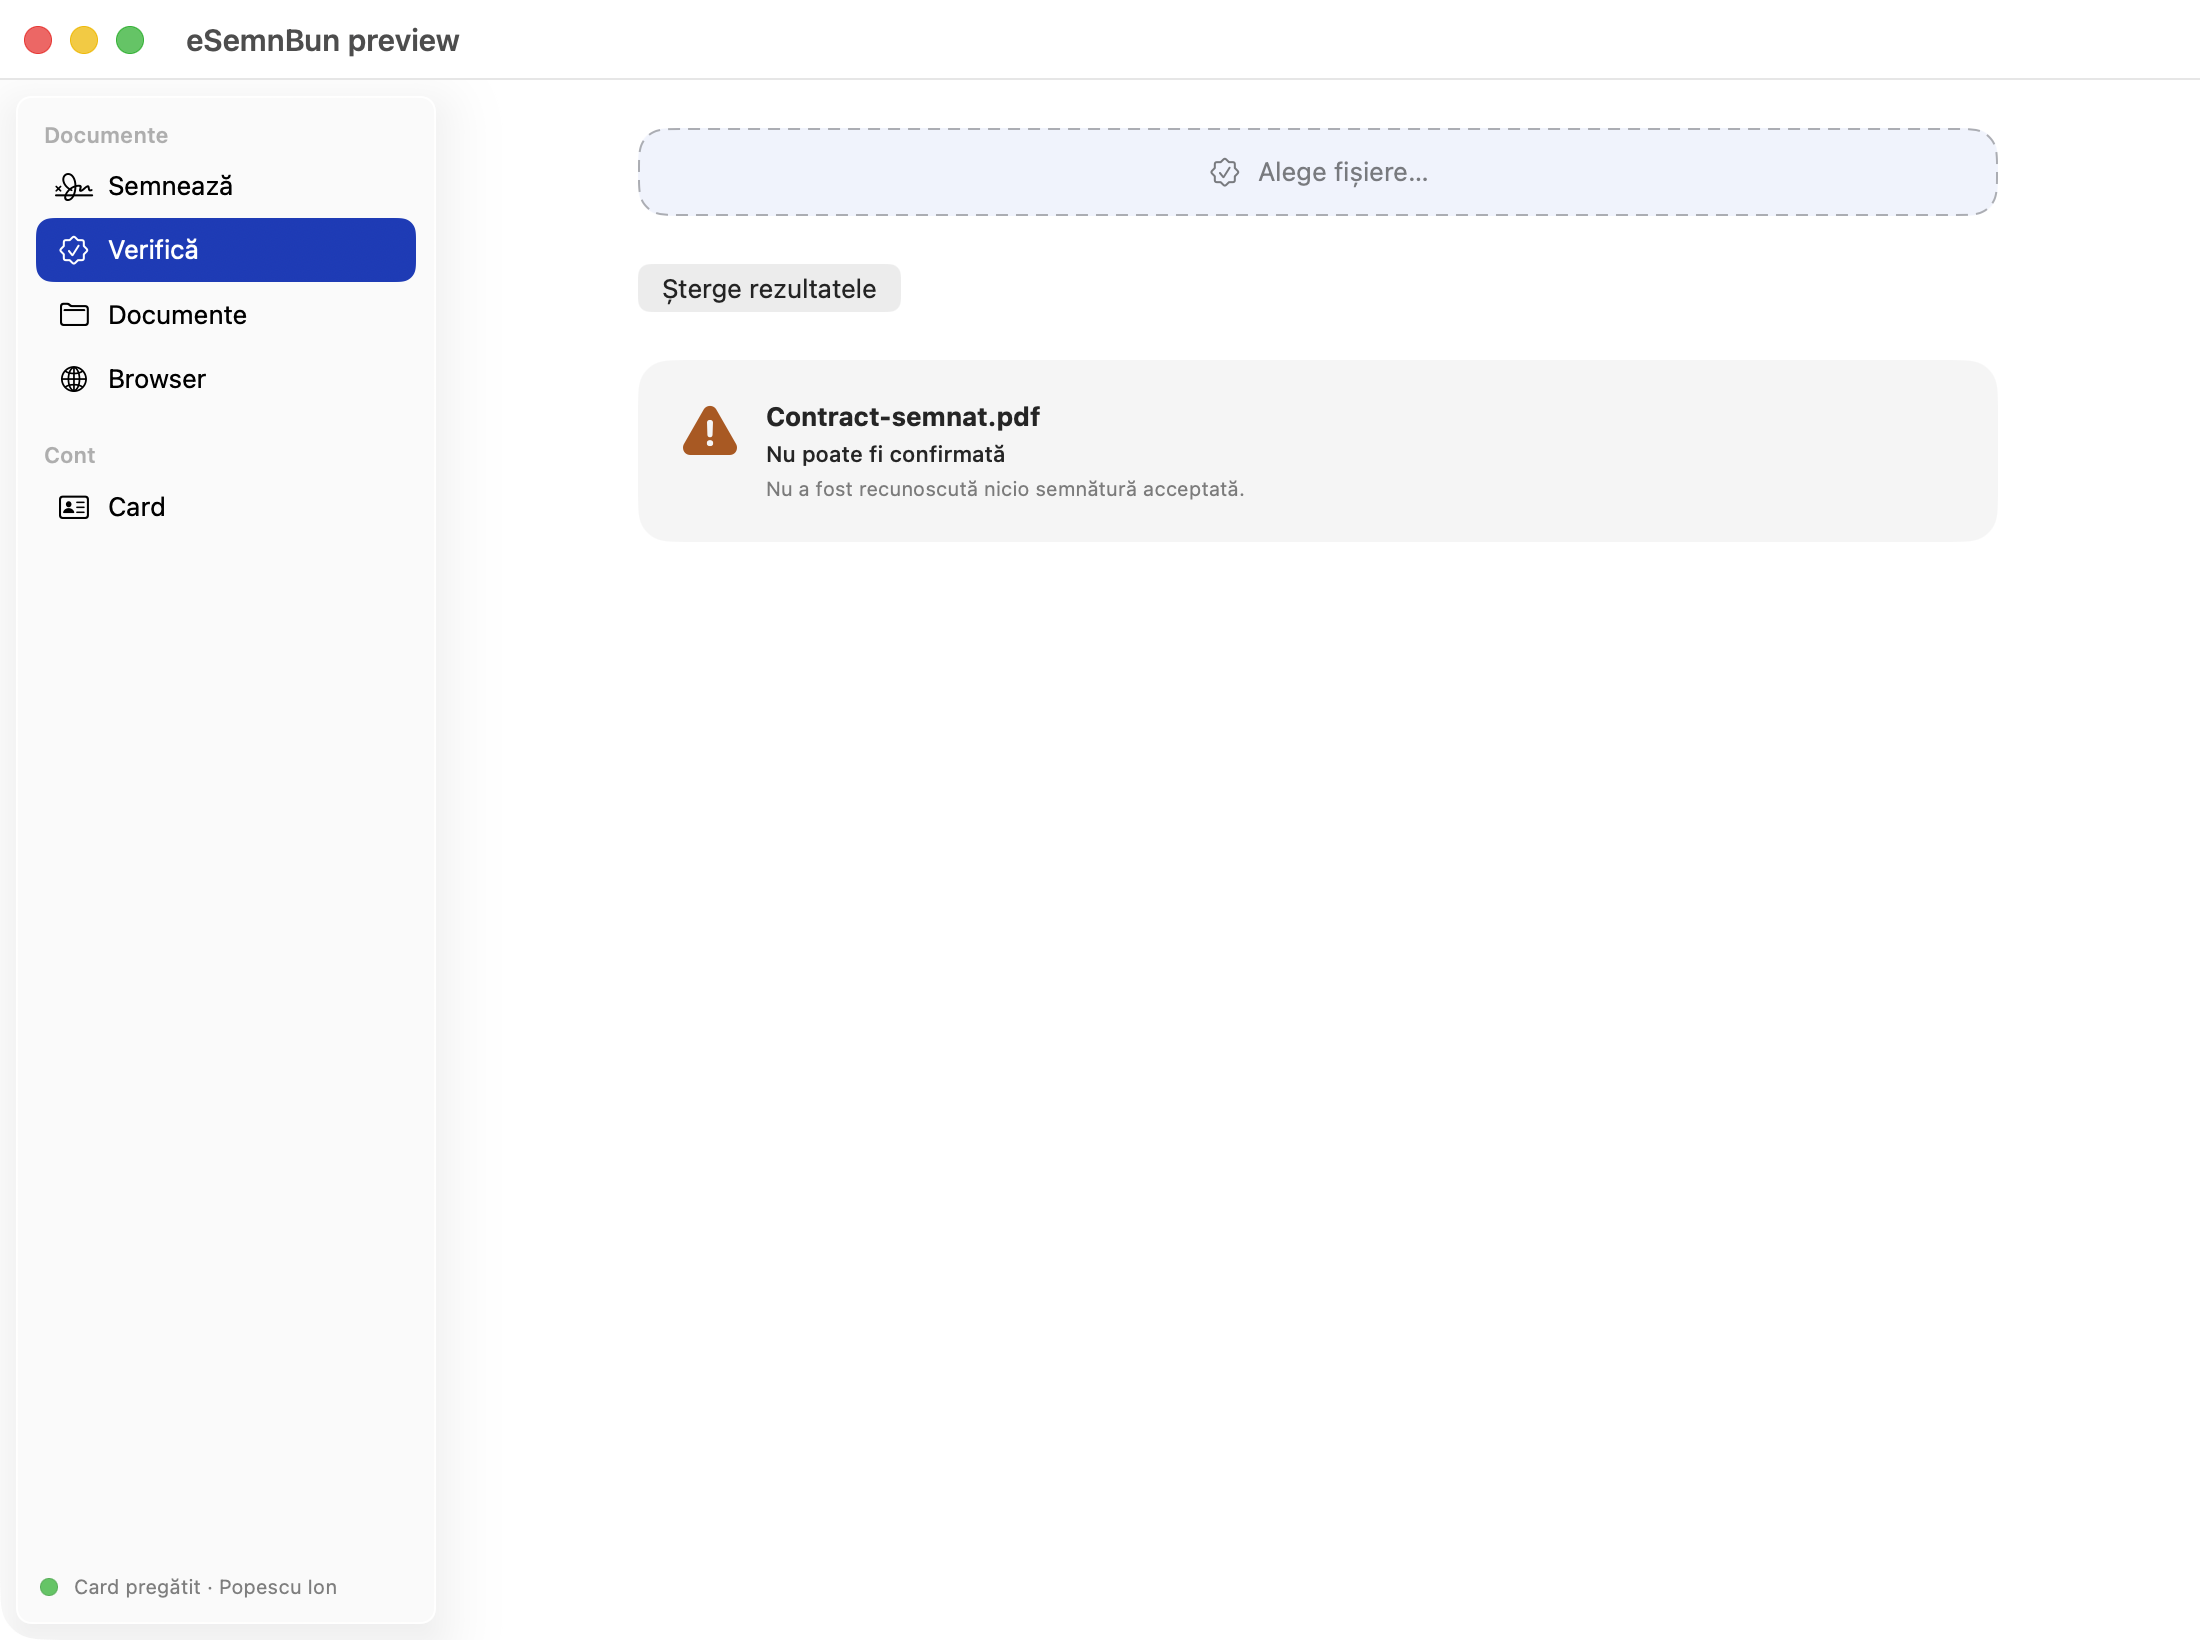 eSemnBun preview
Documente
Semnează
Verifică
Documente
Browser
Cont
Card
Card pregătit · Popescu Ion
Alege fișiere...
Șterge rezultatele
Contract-semnat.pdf
Nu poate fi confirmată
Nu a fost recunoscută nicio semnătură acceptată.